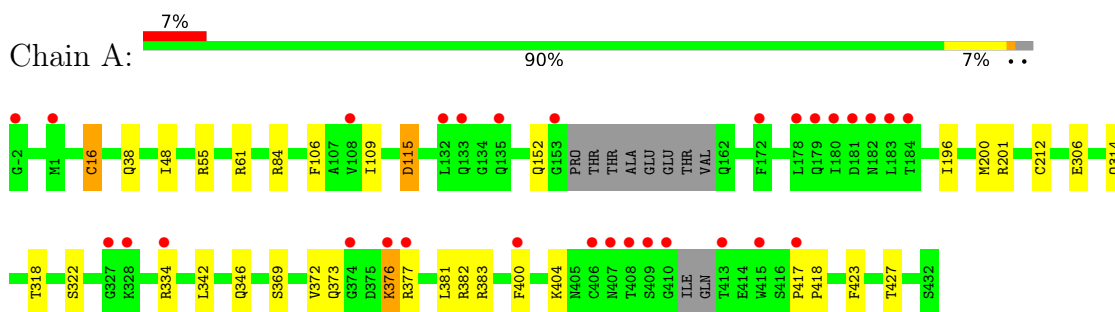 7%
Chain A:
90% 7% • •
G-2 M1 C16 Q38 I48 R55 R61 R84 F106 A107 V108 I109 D115 L132 Q133 G134 Q135 Q152 G153 PRO THR THR ALA GLU GLU THR VAL Q162 F172 L178 Q179 I180 D181 N182 L183 T184 I196 M200 R201 C212 E306
T318 S322 G327 K328 R334 L342 Q346 S369 V372 Q373 G374 D375 K376 R377 L381 R382 R383 F400 K404 N405 C406 N407 T408 S409 G410 ILE GLN T413 E414 W415 S416 P417 P418 F423 T427 S432